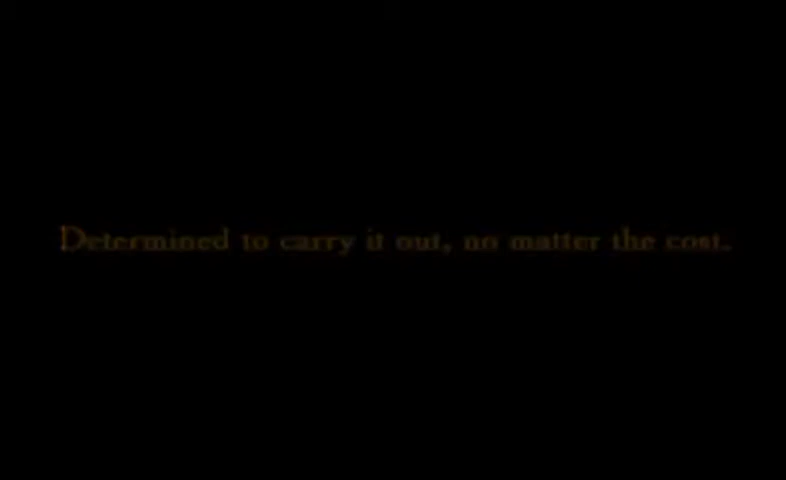 Determined to carry it out, no matter the cost.